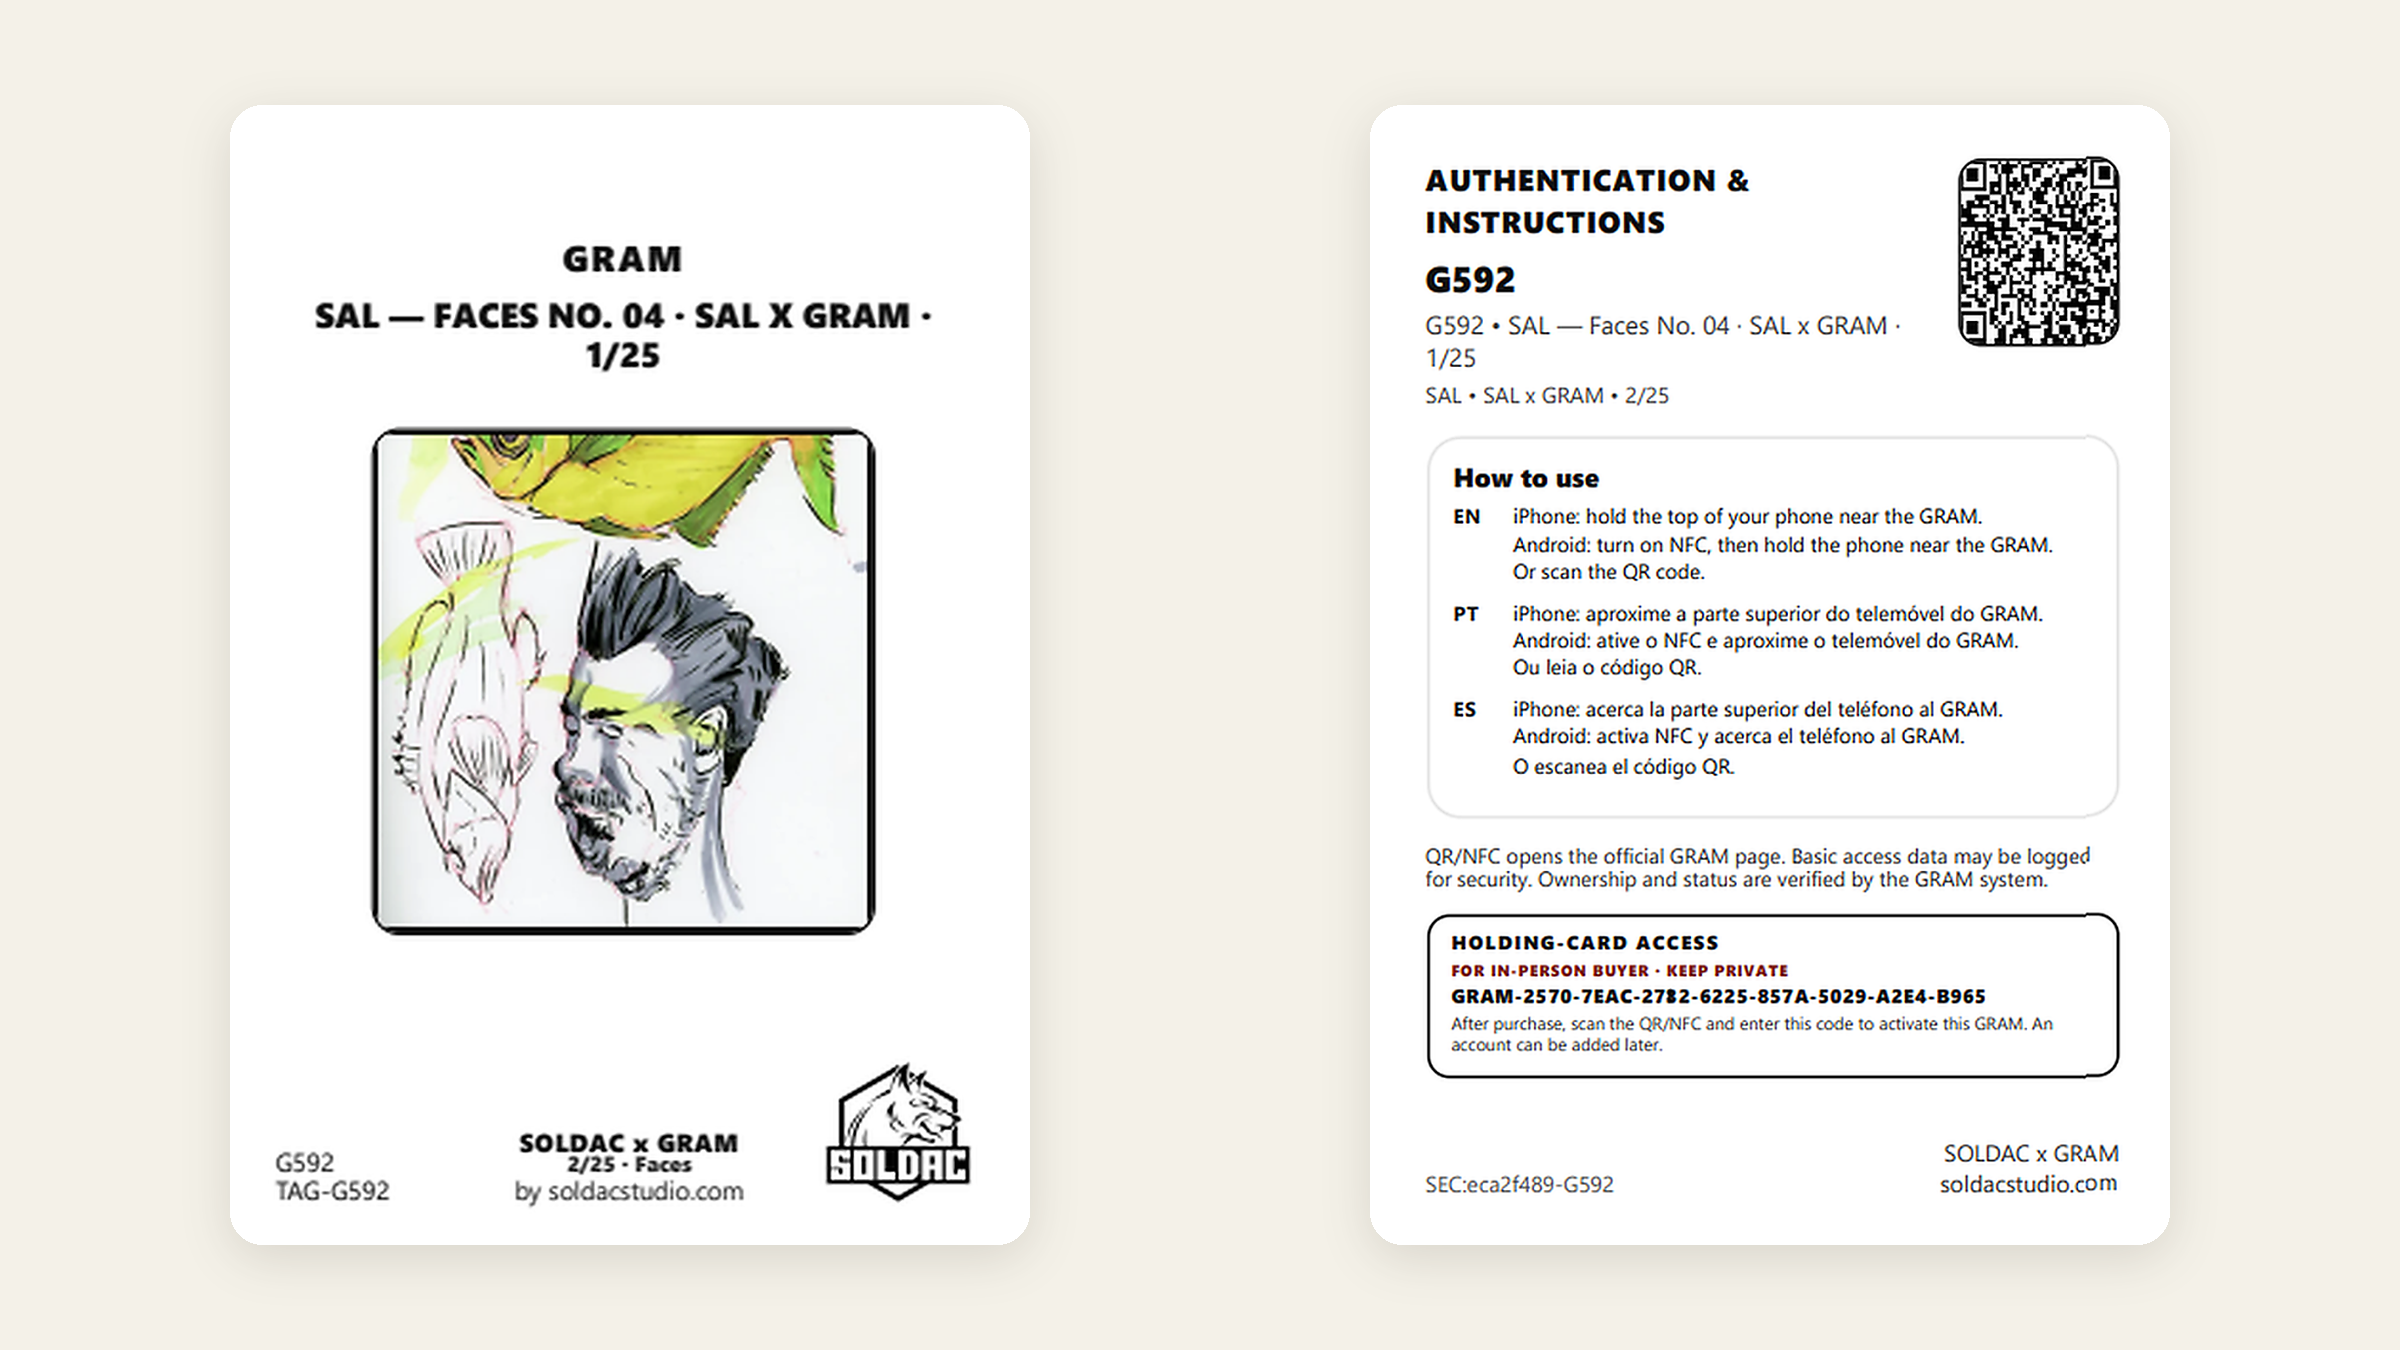 GRAM
SAL — FACES NO. 04 · SAL X GRAM ·
1/25
G592
TAG-G592
SOLDAC x GRAM
2/25 · Faces
by soldacstudio.com
SOLDAC
AUTHENTICATION &
INSTRUCTIONS
G592
G592 • SAL — Faces No. 04 · SAL x GRAM ·
1/25
SAL • SAL x GRAM • 2/25
How to use
EN
iPhone: hold the top of your phone near the GRAM.
Android: turn on NFC, then hold the phone near the GRAM.
Or scan the QR code.
PT
iPhone: aproxime a parte superior do telemóvel do GRAM.
Android: ative o NFC e aproxime o telemóvel do GRAM.
Ou leia o código QR.
ES
iPhone: acerca la parte superior del teléfono al GRAM.
Android: activa NFC y acerca el teléfono al GRAM.
O escanea el código QR.
QR/NFC opens the official GRAM page. Basic access data may be logged
for security. Ownership and status are verified by the GRAM system.
HOLDING-CARD ACCESS
FOR IN-PERSON BUYER · KEEP PRIVATE
GRAM-2570-7EAC-2782-6225-857A-5029-A2E4-B965
After purchase, scan the QR/NFC and enter this code to activate this GRAM. An
account can be added later.
SEC:eca2f489-G592
SOLDAC x GRAM
soldacstudio.com